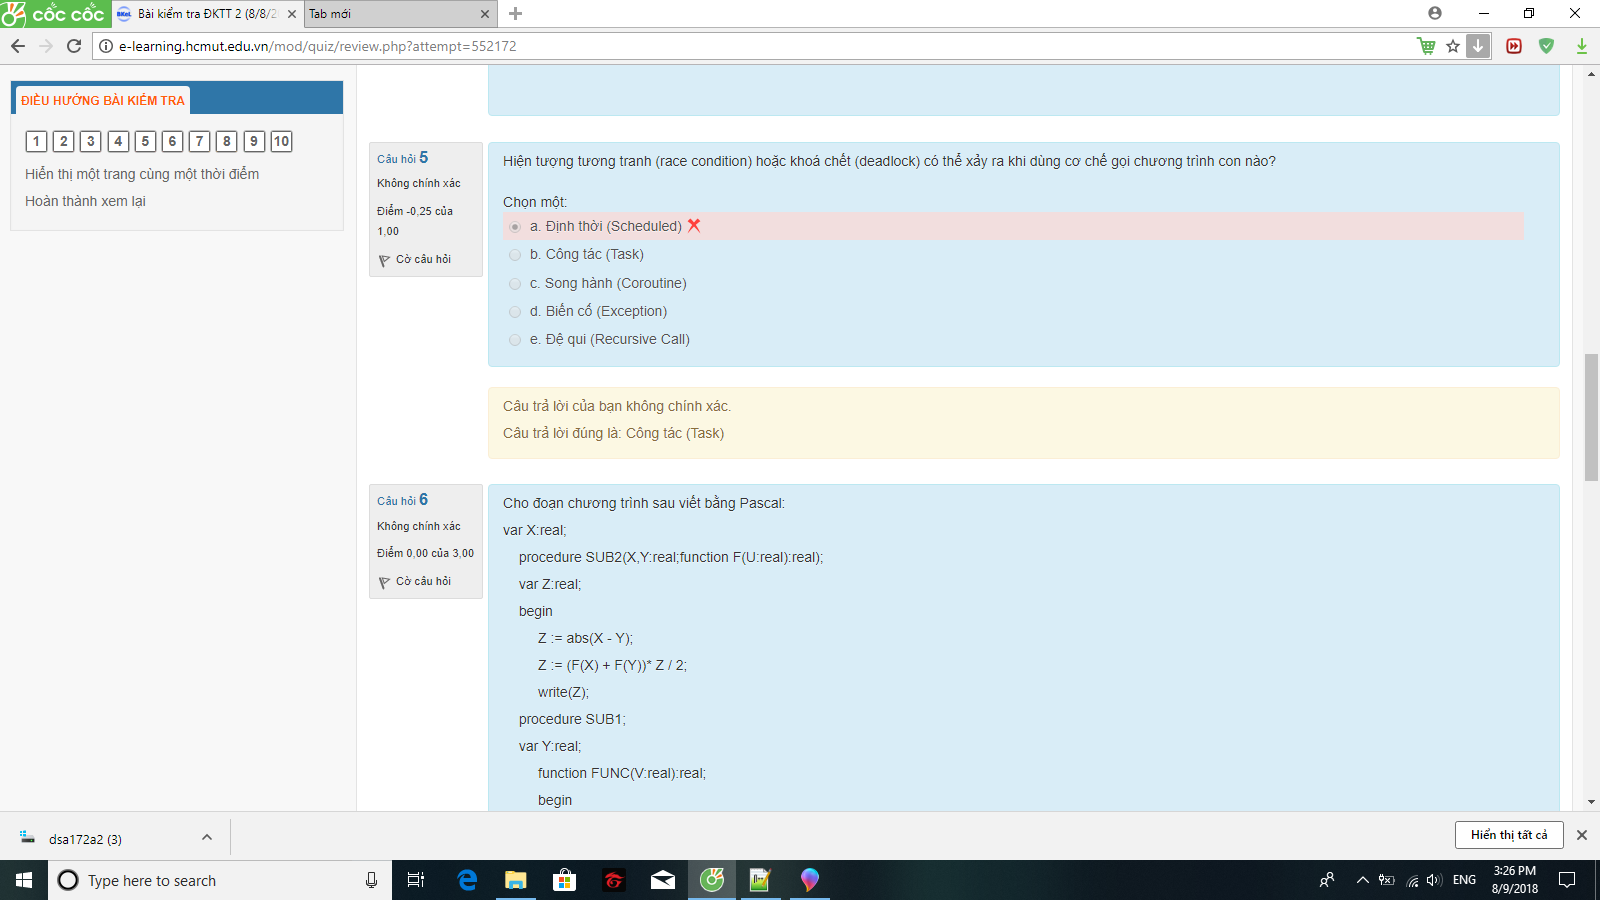 cốc cốc
Bài kiểm tra ĐKTT 2 (8/8/2
Tab mới
e-learning.hcmut.edu.vn/mod/quiz/review.php?attempt=552172
ĐIỀU HƯỚNG BÀI KIỂM TRA
1 2 3 4 5 6 7 8 9 10
Hiển thị một trang cùng một thời điểm
Hoàn thành xem lại
Câu hỏi 5
Không chính xác
Điểm -0,25 của
1,00
Cờ câu hỏi
Hiện tượng tương tranh (race condition) hoặc khoá chết (deadlock) có thể xảy ra khi dùng cơ chế gọi chương trình con nào?
Chọn một:
a. Định thời (Scheduled)
b. Công tác (Task)
c. Song hành (Coroutine)
d. Biến cố (Exception)
e. Đệ qui (Recursive Call)
Câu trả lời của bạn không chính xác.
Câu trả lời đúng là: Công tác (Task)
Câu hỏi 6
Không chính xác
Điểm 0,00 của 3,00
Cờ câu hỏi
Cho đoạn chương trình sau viết bằng Pascal:
var X:real;
procedure SUB2(X,Y:real;function F(U:real):real);
var Z:real;
begin
Z := abs(X - Y);
Z := (F(X) + F(Y))* Z / 2;
write(Z);
procedure SUB1;
var Y:real;
function FUNC(V:real):real;
begin
dsa172a2 (3)
Hiển thị tất cả
Type here to search
ENG
3:26 PM
8/9/2018